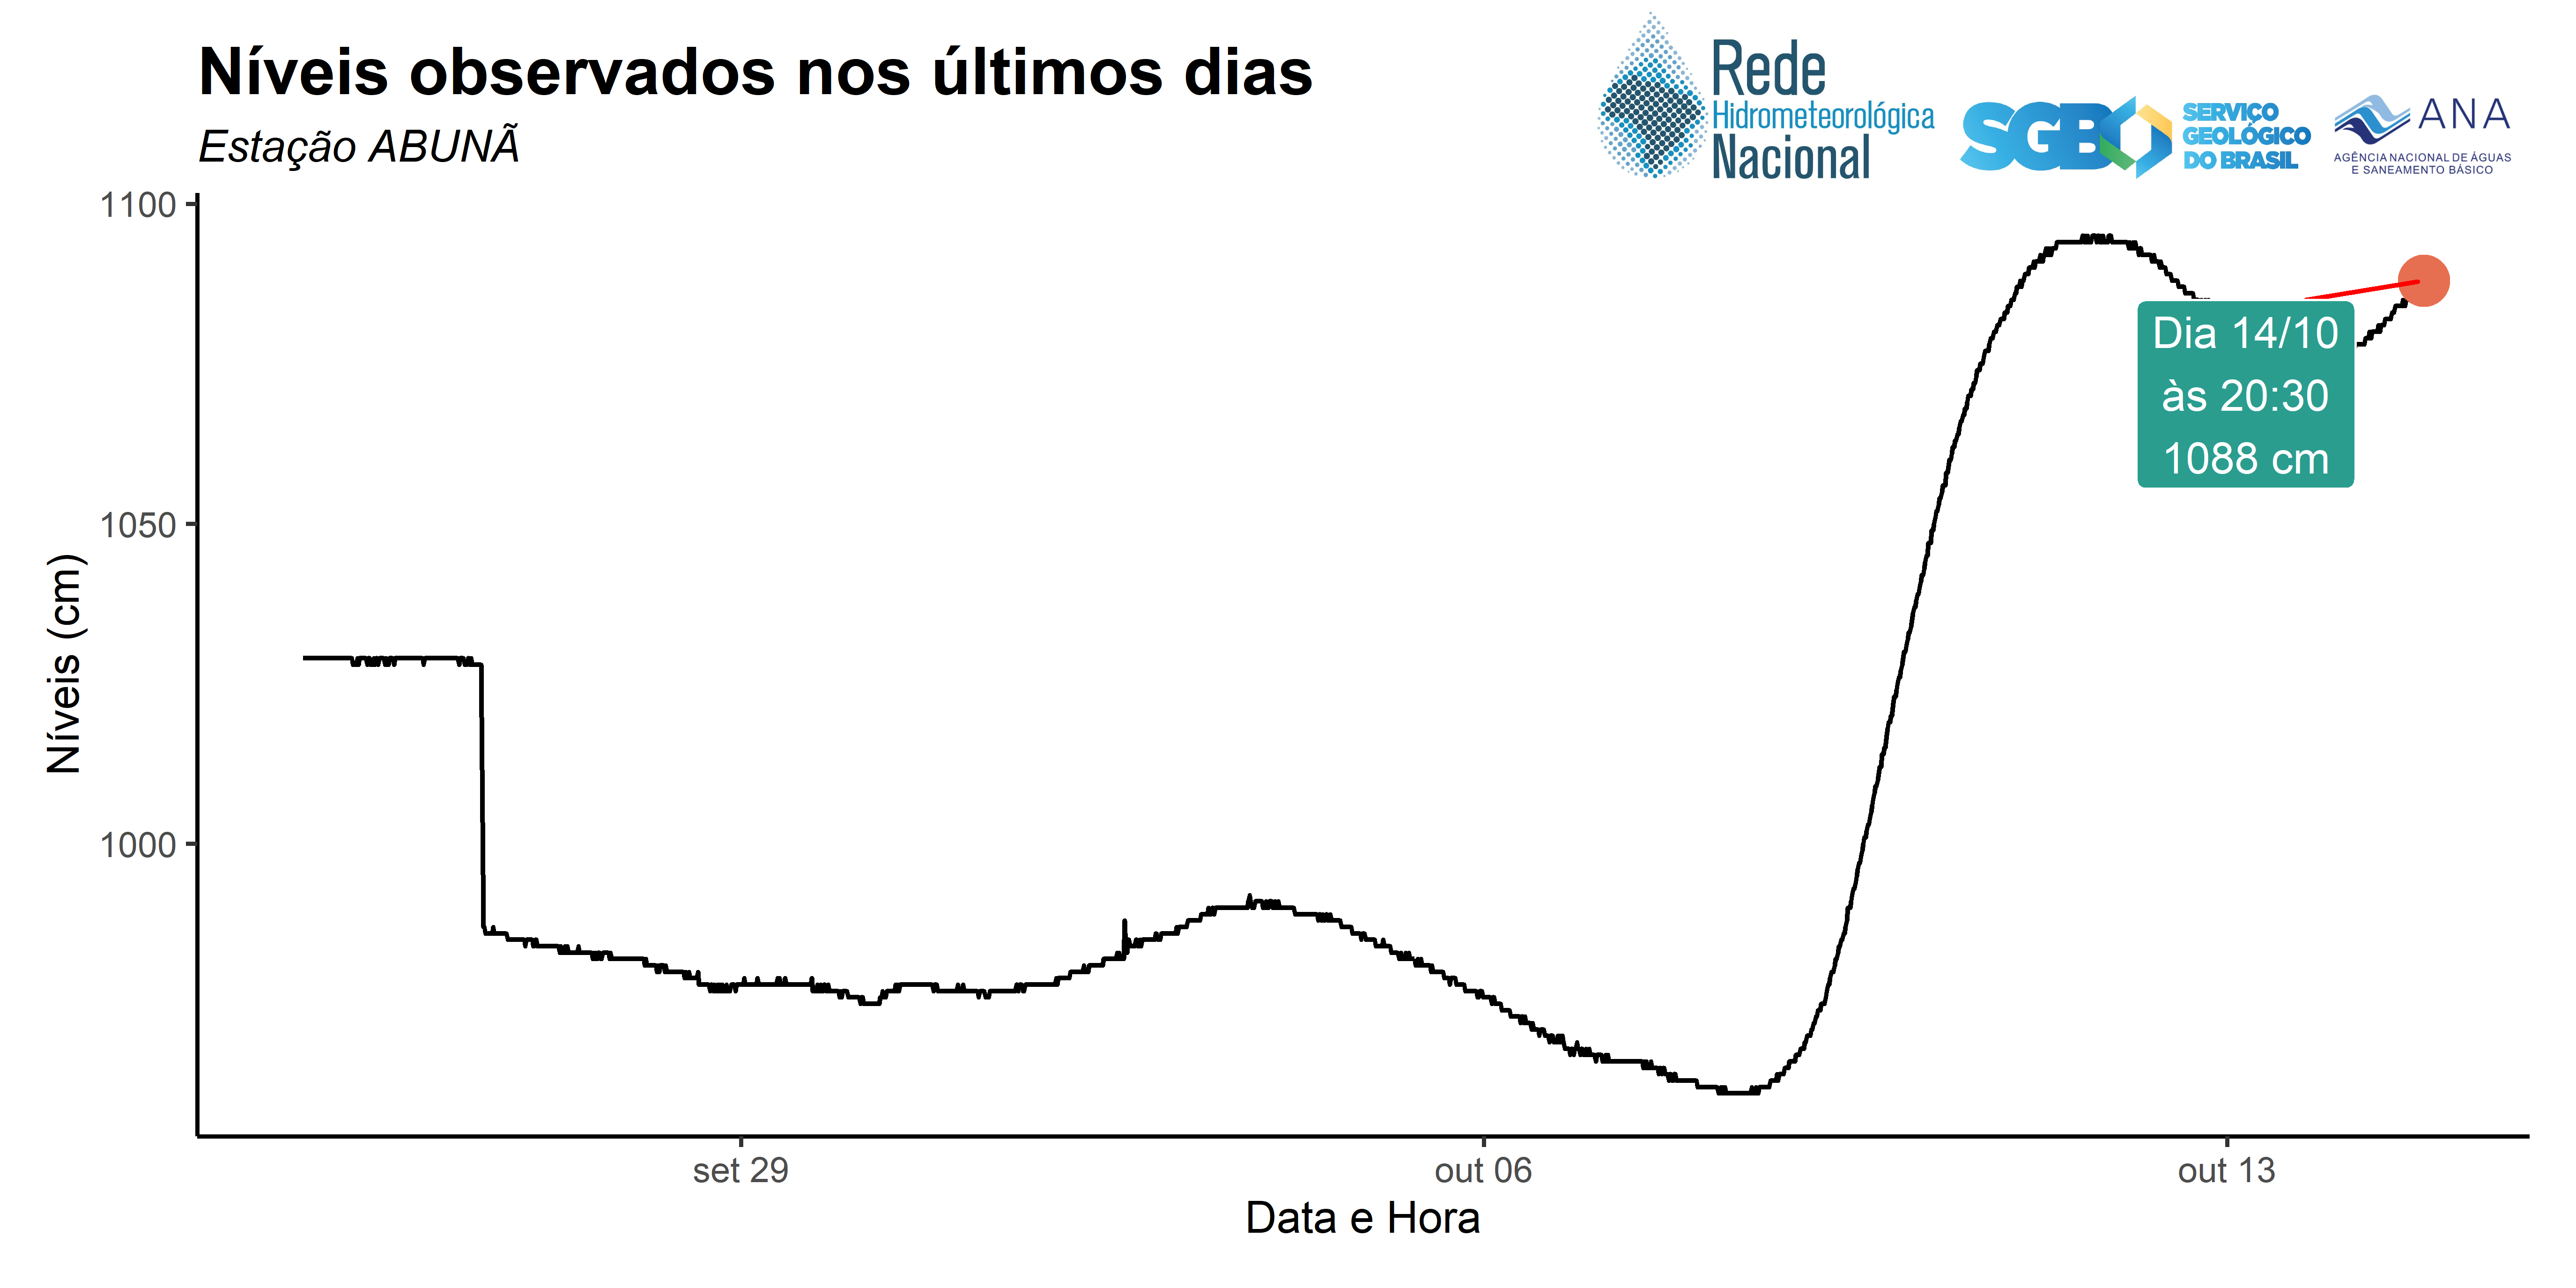 Níveis observados nos últimos dias
Estação ABUNÃ
Rede
Hidrometeorológica
Nacional
SGB
SERVIÇO
GEOLÓGICO
DO BRASIL
ANA
AGÊNCIA NACIONAL DE ÁGUAS
E SANEAMENTO BÁSICO
1100
1050
1000
Níveis (cm)
Dia 14/10
às 20:30
1088 cm
set 29
out 06
out 13
Data e Hora